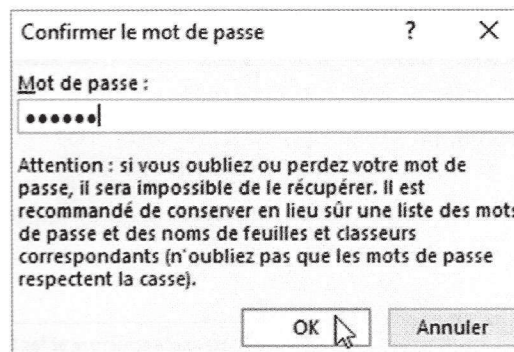 Confirmer le mot de passe ? ×
Mot de passe :
••••••
Attention : si vous oubliez ou perdez votre mot de
passe, il sera impossible de le récupérer. Il est
recommandé de conserver en lieu sûr une liste des mots
de passe et des noms de feuilles et classeurs
correspondants (n'oubliez pas que les mots de passe
respectent la casse).
OK Annuler